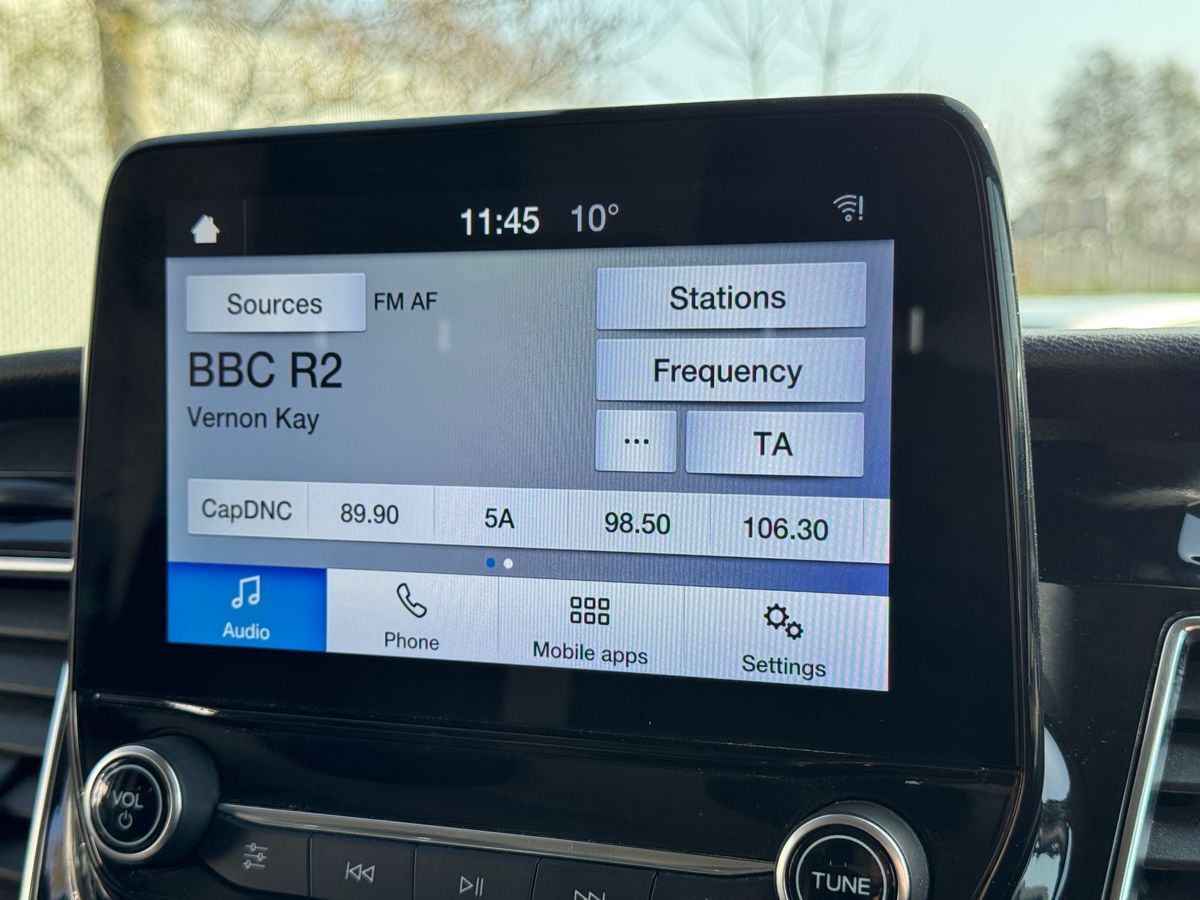 11:45 10°
Sources FM AF
Stations
BBC R2
Frequency
Vernon Kay
... TA
CapDNC 89.90 5A 98.50 106.30
Audio Phone Mobile apps Settings
VOL
TUNE